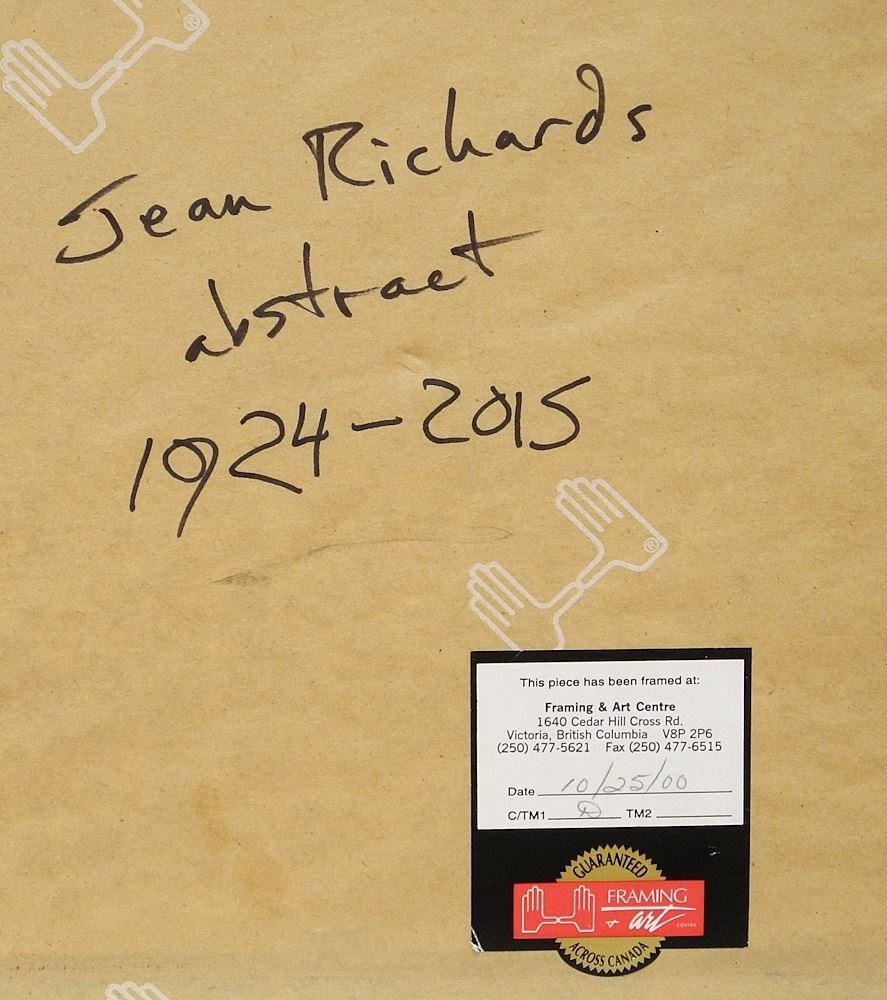 Jean Richards
abstract
1924-2015
This piece has been framed at:
Framing & Art Centre
1640 Cedar Hill Cross Rd.
Victoria, British Columbia V8P 2P6
(250) 477-5621 Fax (250) 477-6515
Date 10/25/00
C/TM1 D TM2
GUARANTEED
FRAMING
+ art CENTRE
ACROSS CANADA